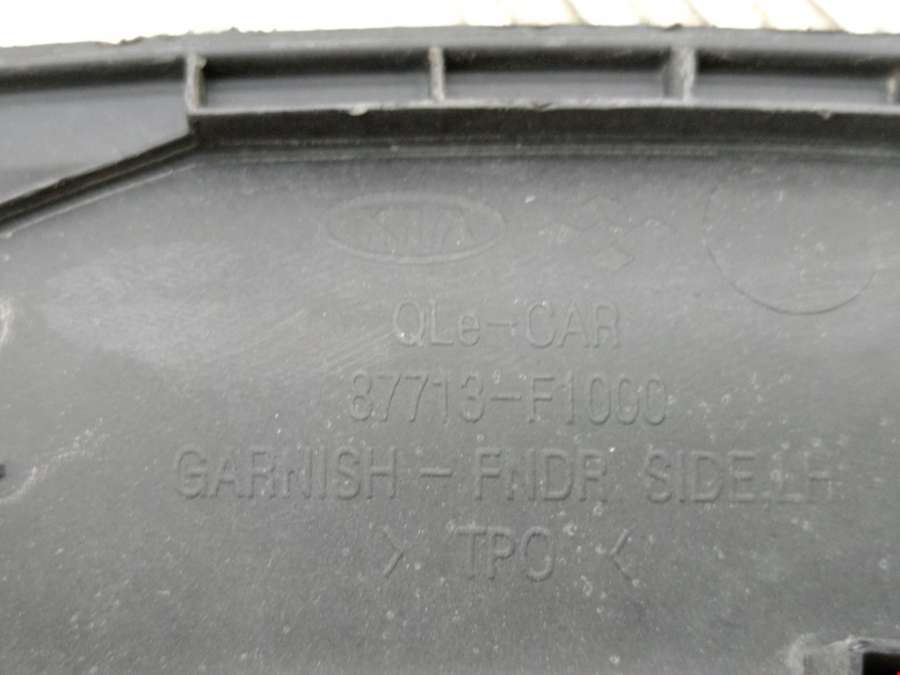 KIA
QLe-CAR
87713-F1000
GARNISH - FNDR SIDE.LH
> TPO <